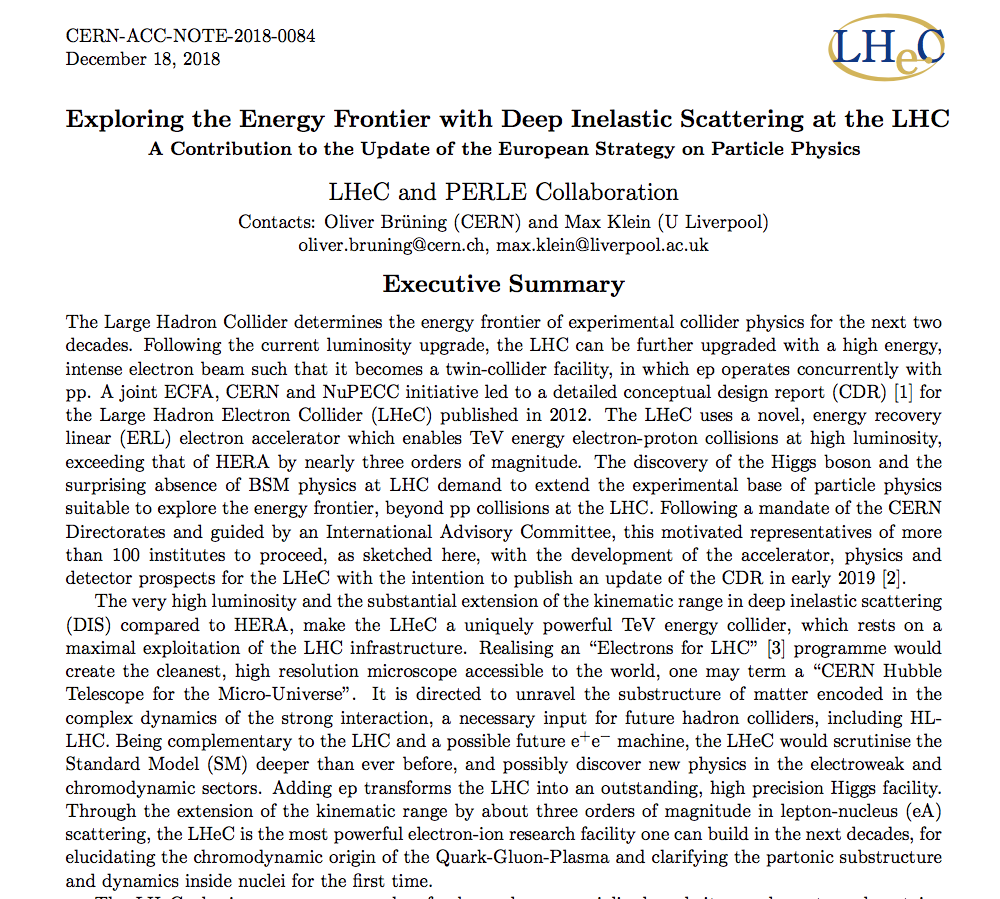 CERN-ACC-NOTE-2018-0084
December 18, 2018
LHeC
Exploring the Energy Frontier with Deep Inelastic Scattering at the LHC
A Contribution to the Update of the European Strategy on Particle Physics
LHeC and PERLE Collaboration
Contacts: Oliver Brüning (CERN) and Max Klein (U Liverpool)
oliver.bruning@cern.ch, max.klein@liverpool.ac.uk
Executive Summary
The Large Hadron Collider determines the energy frontier of experimental collider physics for the next two
decades. Following the current luminosity upgrade, the LHC can be further upgraded with a high energy,
intense electron beam such that it becomes a twin-collider facility, in which ep operates concurrently with
pp. A joint ECFA, CERN and NuPECC initiative led to a detailed conceptual design report (CDR) [1] for
the Large Hadron Electron Collider (LHeC) published in 2012. The LHeC uses a novel, energy recovery
linear (ERL) electron accelerator which enables TeV energy electron-proton collisions at high luminosity,
exceeding that of HERA by nearly three orders of magnitude. The discovery of the Higgs boson and the
surprising absence of BSM physics at LHC demand to extend the experimental base of particle physics
suitable to explore the energy frontier, beyond pp collisions at the LHC. Following a mandate of the CERN
Directorates and guided by an International Advisory Committee, this motivated representatives of more
than 100 institutes to proceed, as sketched here, with the development of the accelerator, physics and
detector prospects for the LHeC with the intention to publish an update of the CDR in early 2019 [2].
The very high luminosity and the substantial extension of the kinematic range in deep inelastic scattering
(DIS) compared to HERA, make the LHeC a uniquely powerful TeV energy collider, which rests on a
maximal exploitation of the LHC infrastructure. Realising an “Electrons for LHC” [3] programme would
create the cleanest, high resolution microscope accessible to the world, one may term a “CERN Hubble
Telescope for the Micro-Universe”. It is directed to unravel the substructure of matter encoded in the
complex dynamics of the strong interaction, a necessary input for future hadron colliders, including HL-
LHC. Being complementary to the LHC and a possible future e⁺e⁻ machine, the LHeC would scrutinise the
Standard Model (SM) deeper than ever before, and possibly discover new physics in the electroweak and
chromodynamic sectors. Adding ep transforms the LHC into an outstanding, high precision Higgs facility.
Through the extension of the kinematic range by about three orders of magnitude in lepton-nucleus (eA)
scattering, the LHeC is the most powerful electron-ion research facility one can build in the next decades, for
elucidating the chromodynamic origin of the Quark-Gluon-Plasma and clarifying the partonic substructure
and dynamics inside nuclei for the first time.